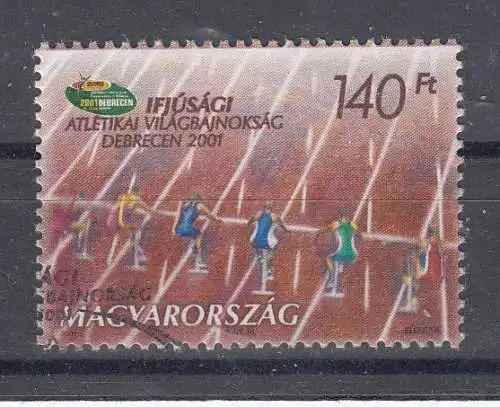 IFJÚSÁGI
ATLÉTIKAI VILÁGBAJNOKSÁG
DEBRECEN 2001
140 Ft
2001 DEBRECEN
MAGYARORSZÁG